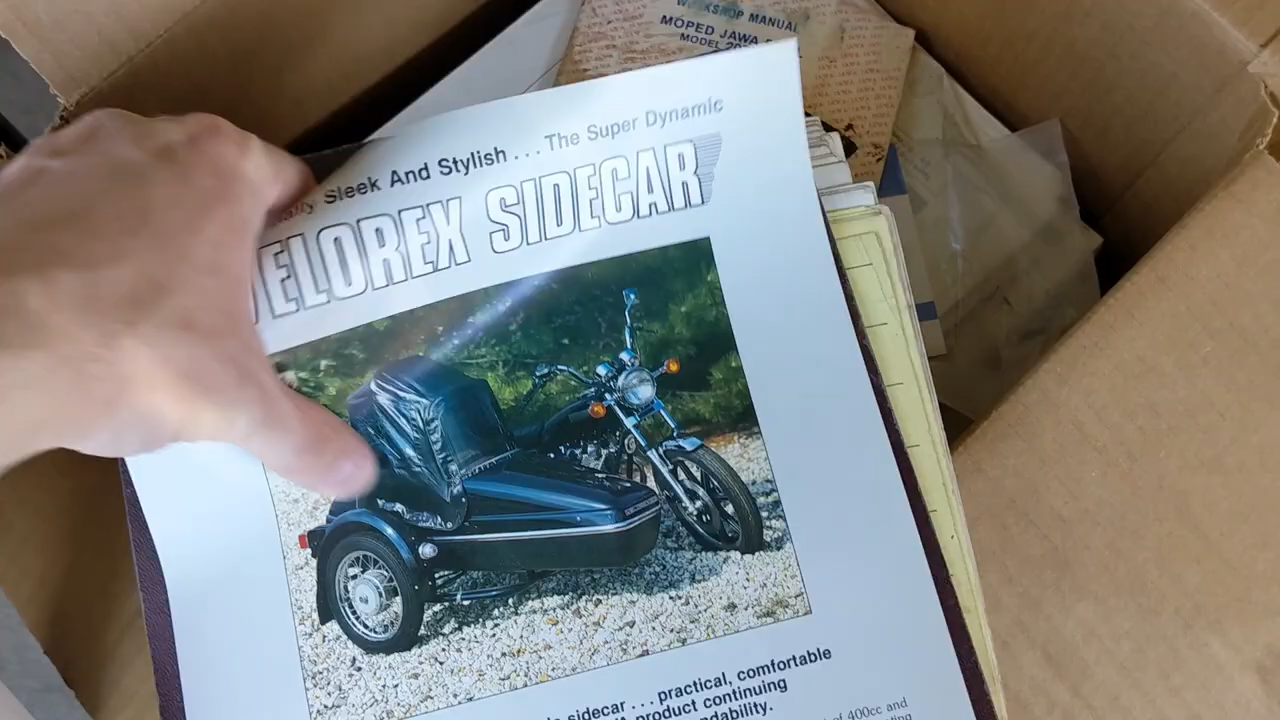 WORKSHOP MANUAL
MOPED JAWA
MODEL
Sleek And Stylish . . . The Super Dynamic
VELOREX SIDECAR
sidecar . . . practical, comfortable
product continuing
of 400cc and